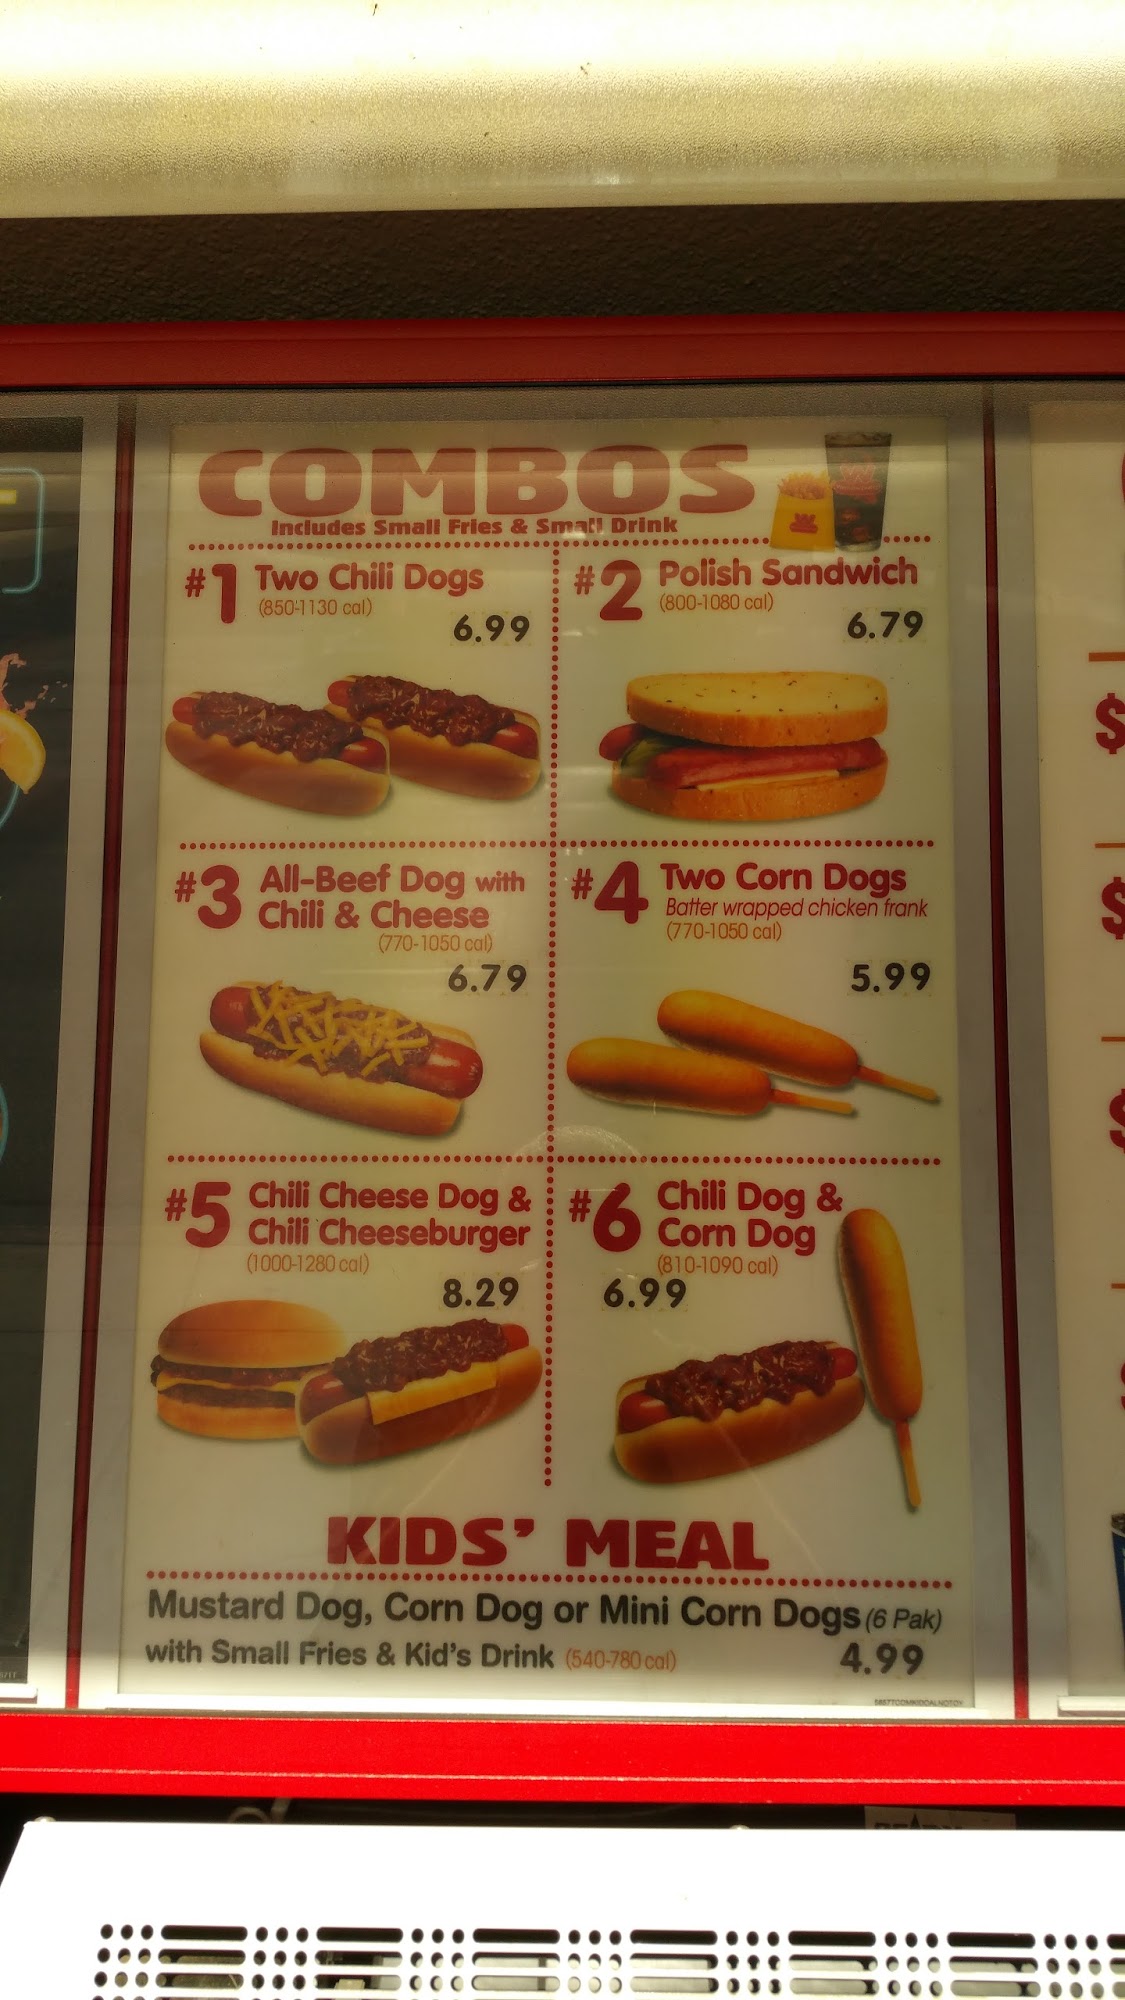 COMBOS
Includes Small Fries & Small Drink
#1 Two Chili Dogs
(850-1130 cal)
6.99
#2 Polish Sandwich
(800-1080 cal)
6.79
#3 All-Beef Dog with
Chili & Cheese
(770-1050 cal)
6.79
#4 Two Corn Dogs
Batter wrapped chicken frank
(770-1050 cal)
5.99
#5 Chili Cheese Dog &
Chili Cheeseburger
(1000-1280 cal)
8.29
#6 Chili Dog &
Corn Dog
(810-1090 cal)
6.99
KIDS' MEAL
Mustard Dog, Corn Dog or Mini Corn Dogs (6 Pak)
with Small Fries & Kid's Drink (540-780 cal)
4.99
$
$
$